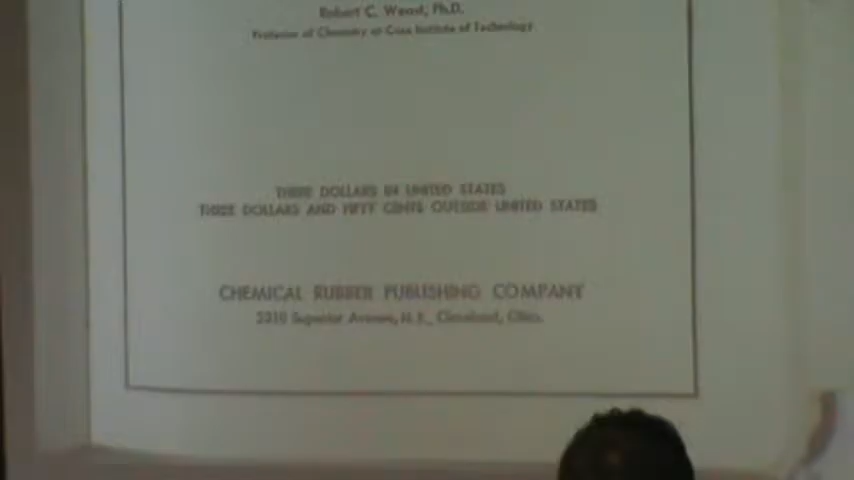 Robert C. Weast, Ph.D.
Professor of Chemistry at Case Institute of Technology
THREE DOLLARS IN UNITED STATES
THREE DOLLARS AND FIFTY CENTS OUTSIDE UNITED STATES
CHEMICAL RUBBER PUBLISHING COMPANY
2310 Superior Avenue, N.E., Cleveland, Ohio.